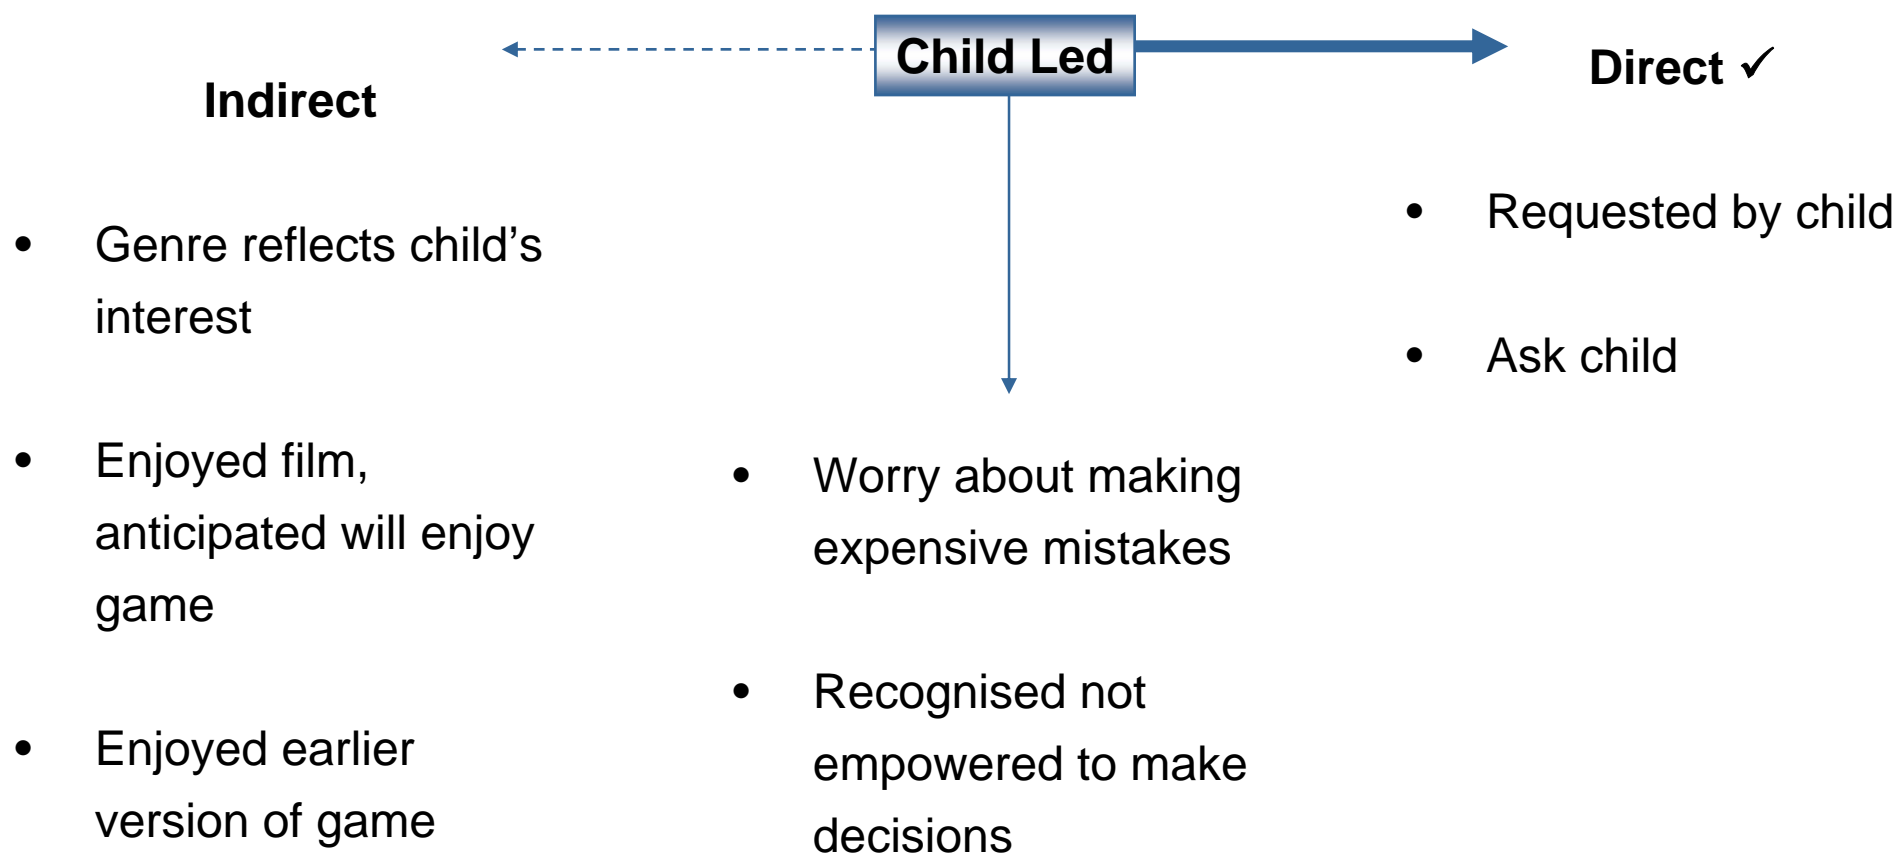 Child Led
Direct ✓
Indirect
• Genre reflects child’s
interest
• Enjoyed film,
anticipated will enjoy
game
• Enjoyed earlier
version of game
• Worry about making
expensive mistakes
• Recognised not
empowered to make
decisions
• Requested by child
• Ask child